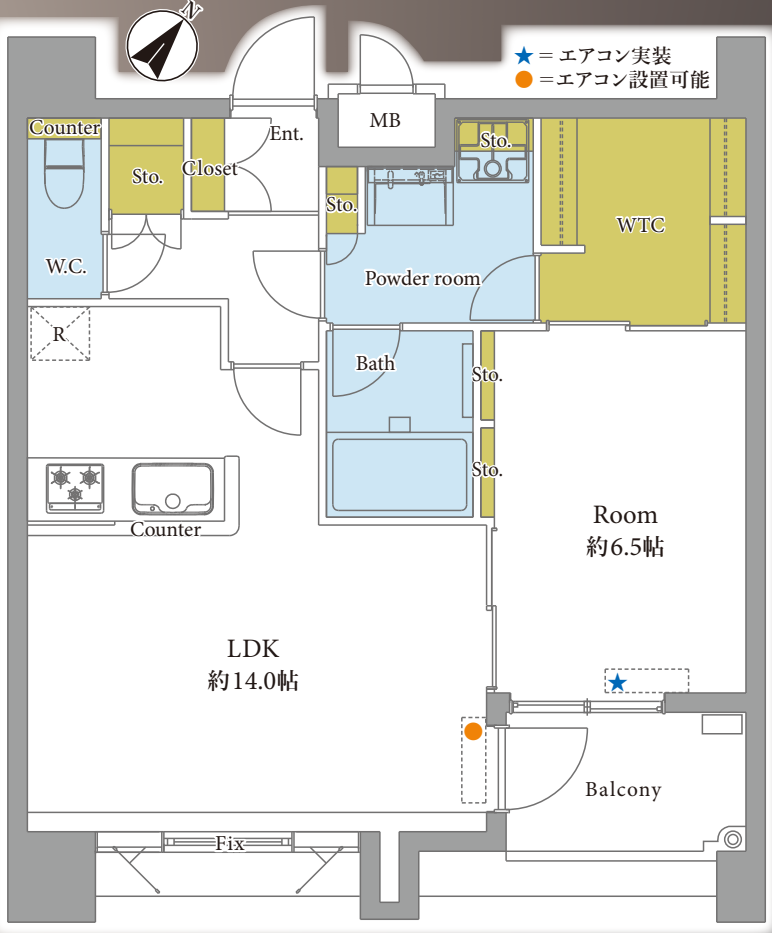 N
★＝エアコン実装
●＝エアコン設置可能
MB
Counter
Ent.
Sto.
Closet
Sto.
Sto.
WTC
W.C.
Powder room
R
Bath
Sto.
Sto.
Counter
Room
約6.5帖
LDK
約14.0帖
★
Balcony
Fix